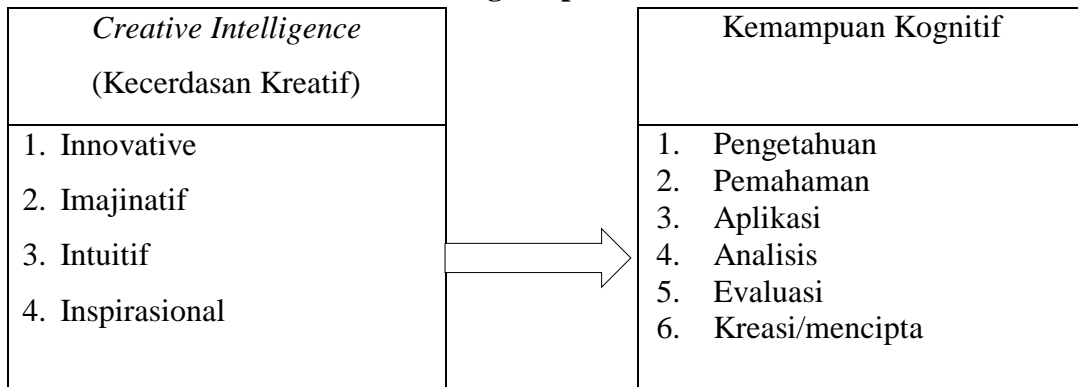 Creative Intelligence
(Kecerdasan Kreatif)
1. Innovative
2. Imajinatif
3. Intuitif
4. Inspirasional
Kemampuan Kognitif
1. Pengetahuan
2. Pemahaman
3. Aplikasi
4. Analisis
5. Evaluasi
6. Kreasi/mencipta